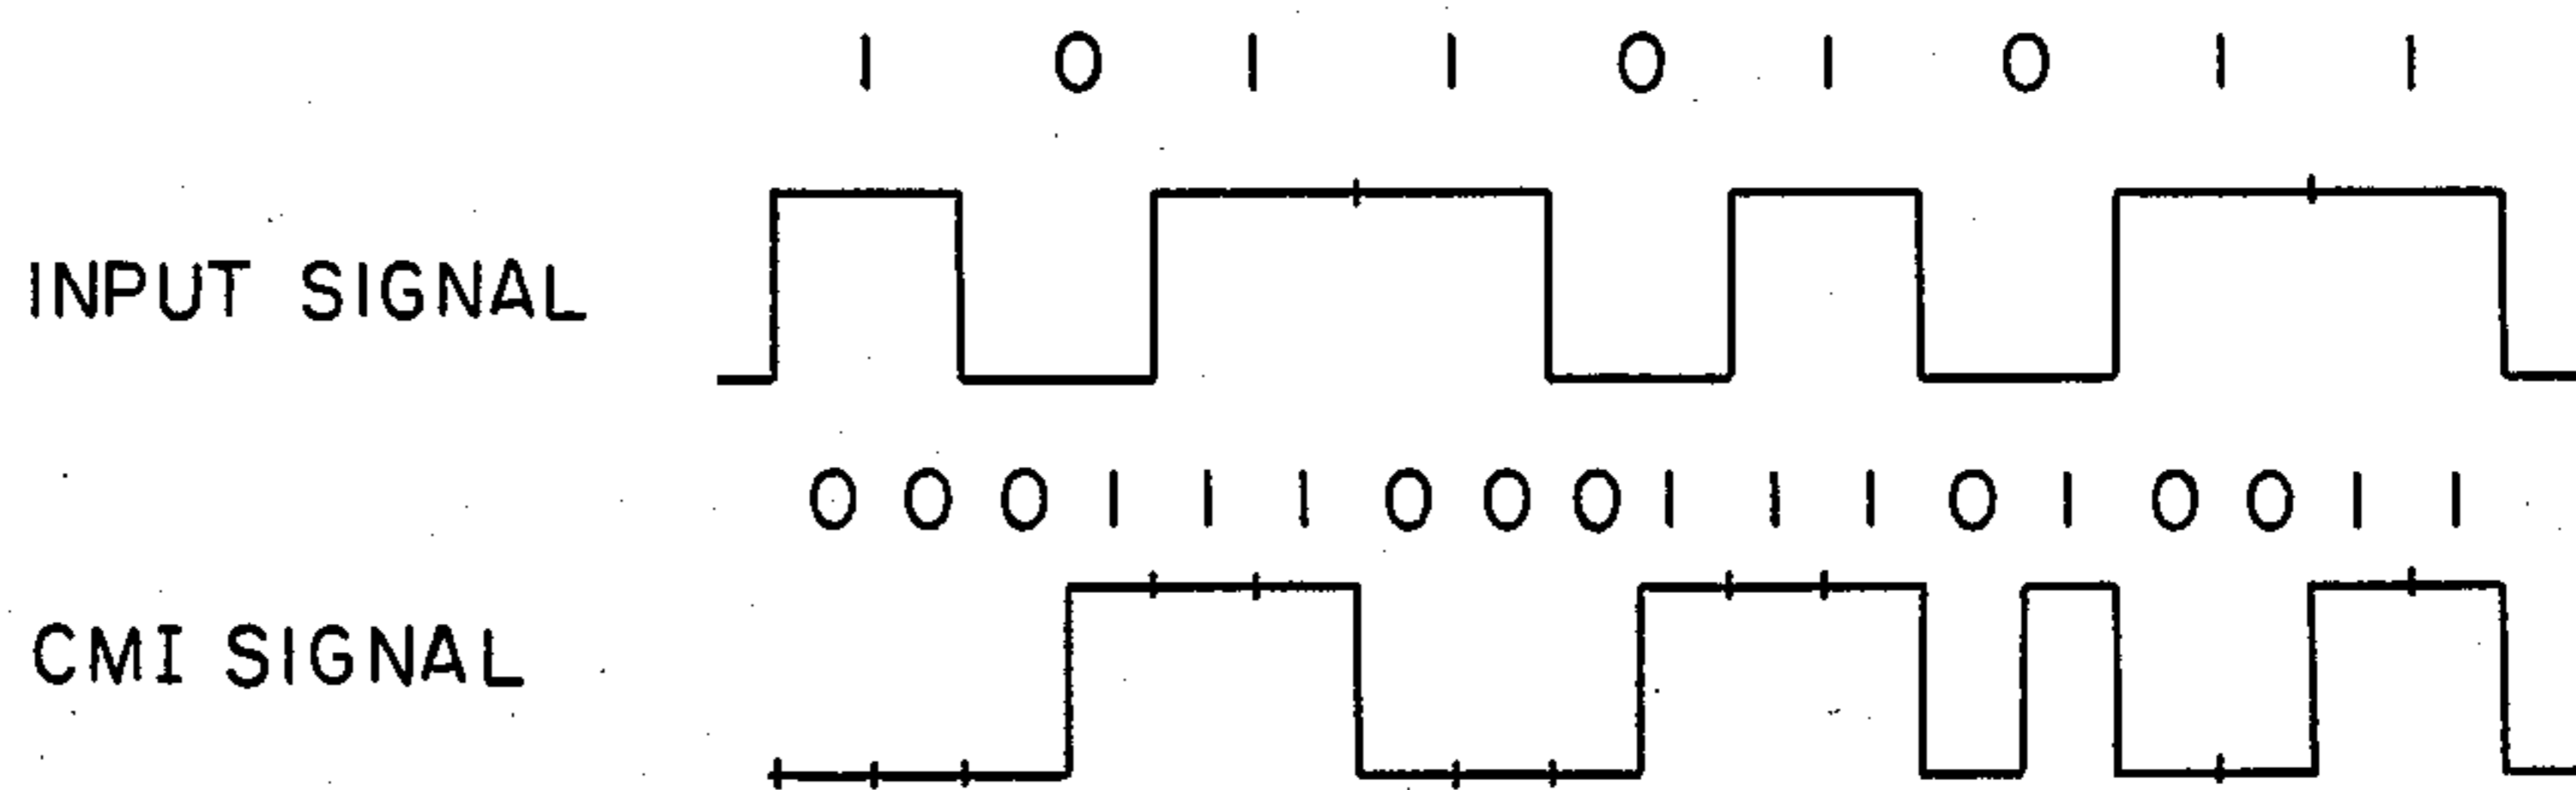 1 0 1 1 0 1 0 1 1
INPUT SIGNAL
0 0 0 1 1 1 0 0 0 1 1 1 0 1 0 0 1 1
CMI SIGNAL